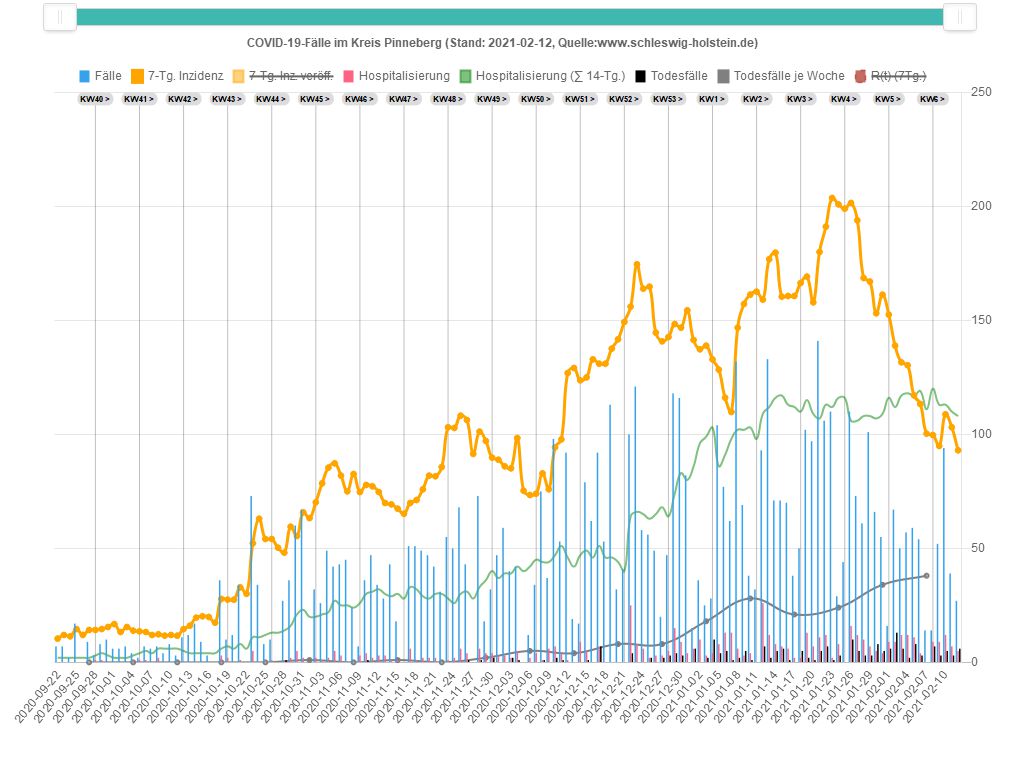 COVID-19-Fälle im Kreis Pinneberg (Stand: 2021-02-12, Quelle:www.schleswig-holstein.de)
Fälle 7-Tg. Inzidenz 7-Tg. Inz. veröff. Hospitalisierung Hospitalisierung (∑ 14-Tg.) Todesfälle Todesfälle je Woche R(t) (7Tg.)
KW40 > KW41 > KW42 > KW43 > KW44 > KW45 > KW46 > KW47 > KW48 > KW49 > KW50 > KW51 > KW52 > KW53 > KW1 > KW2 > KW3 > KW4 > KW5 > KW6 >
250
200
150
100
50
0
2020-09-22 2020-09-25 2020-09-28 2020-10-01 2020-10-04 2020-10-07 2020-10-10 2020-10-13 2020-10-16 2020-10-19 2020-10-22 2020-10-25 2020-10-28 2020-10-31 2020-11-03 2020-11-06 2020-11-09 2020-11-12 2020-11-15 2020-11-18 2020-11-21 2020-11-24 2020-11-27 2020-11-30 2020-12-03 2020-12-06 2020-12-09 2020-12-12 2020-12-15 2020-12-18 2020-12-21 2020-12-24 2020-12-27 2020-12-30 2021-01-02 2021-01-05 2021-01-08 2021-01-11 2021-01-14 2021-01-17 2021-01-20 2021-01-23 2021-01-26 2021-01-29 2021-02-01 2021-02-04 2021-02-07 2021-02-10